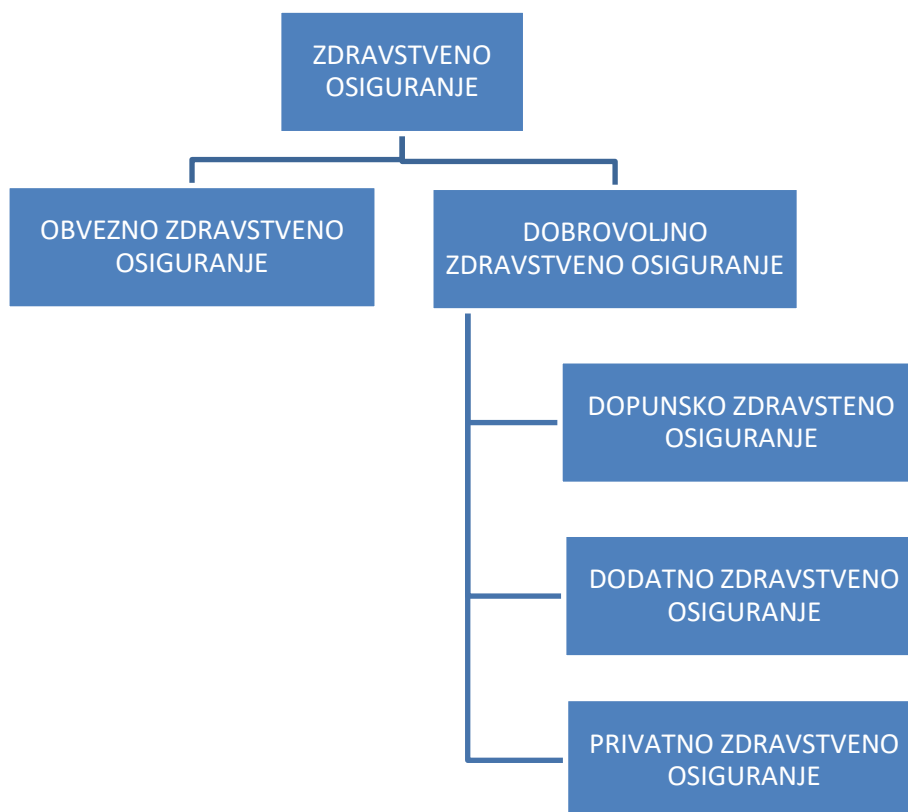 ZDRAVSTVENO
OSIGURANJE
OBVEZNO ZDRAVSTVENO
OSIGURANJE
DOBROVOLJNO
ZDRAVSTVENO OSIGURANJE
DOPUNSKO ZDRAVSTENO
OSIGURANJE
DODATNO ZDRAVSTVENO
OSIGURANJE
PRIVATNO ZDRAVSTVENO
OSIGURANJE